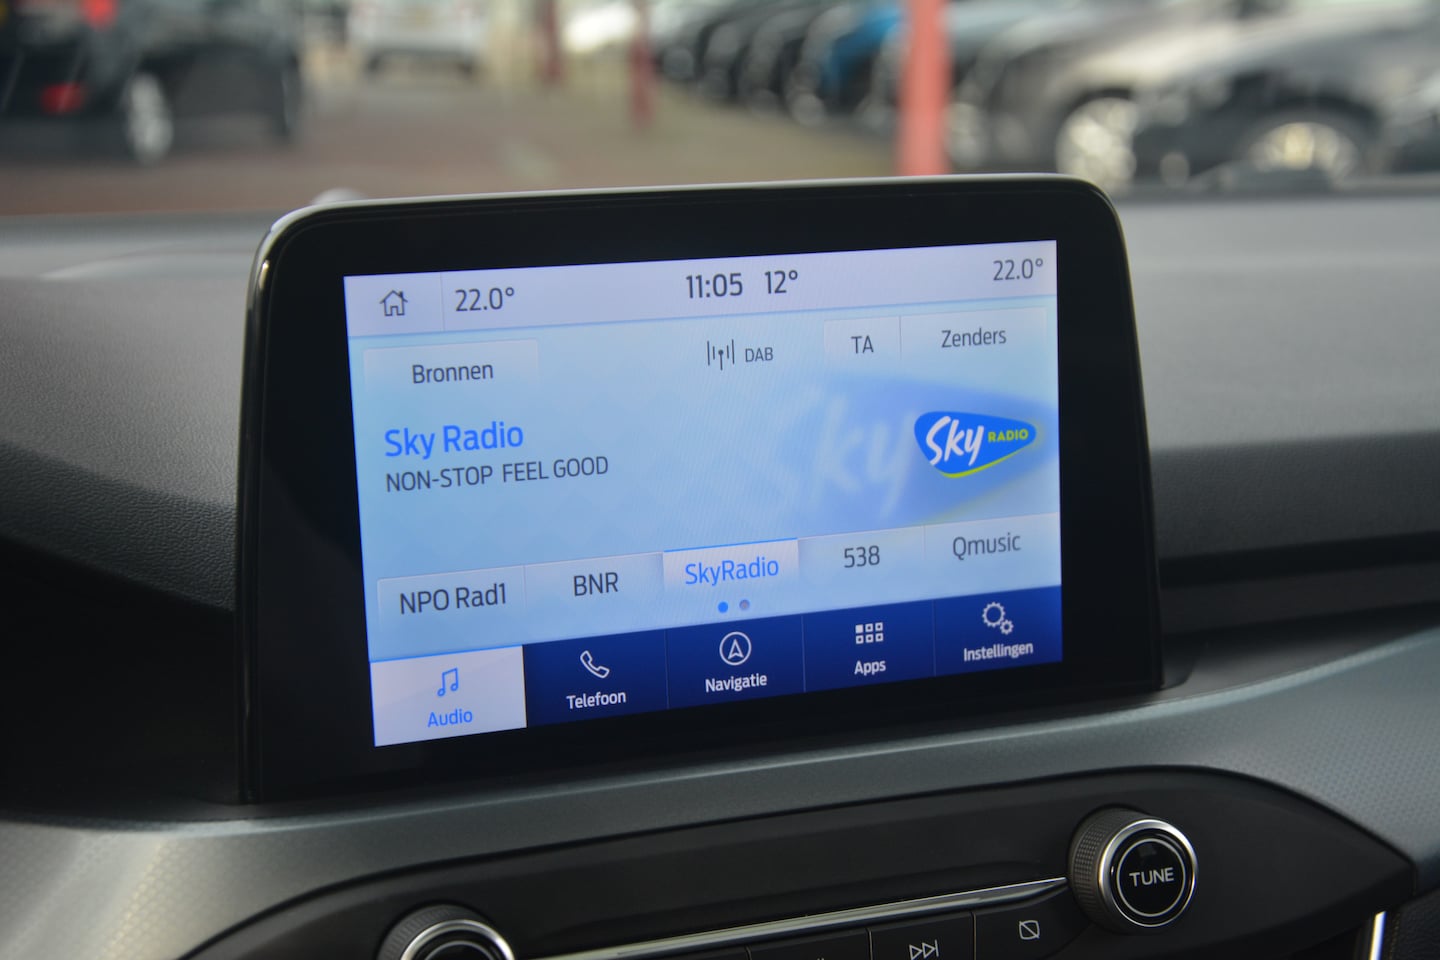 22.0° 11:05 12° 22.0°
Bronnen DAB TA Zenders
Sky Radio
NON-STOP FEEL GOOD
Sky
Sky RADIO
NPO Rad1 BNR SkyRadio 538 Qmusic
Audio Telefoon Navigatie Apps Instellingen
TUNE